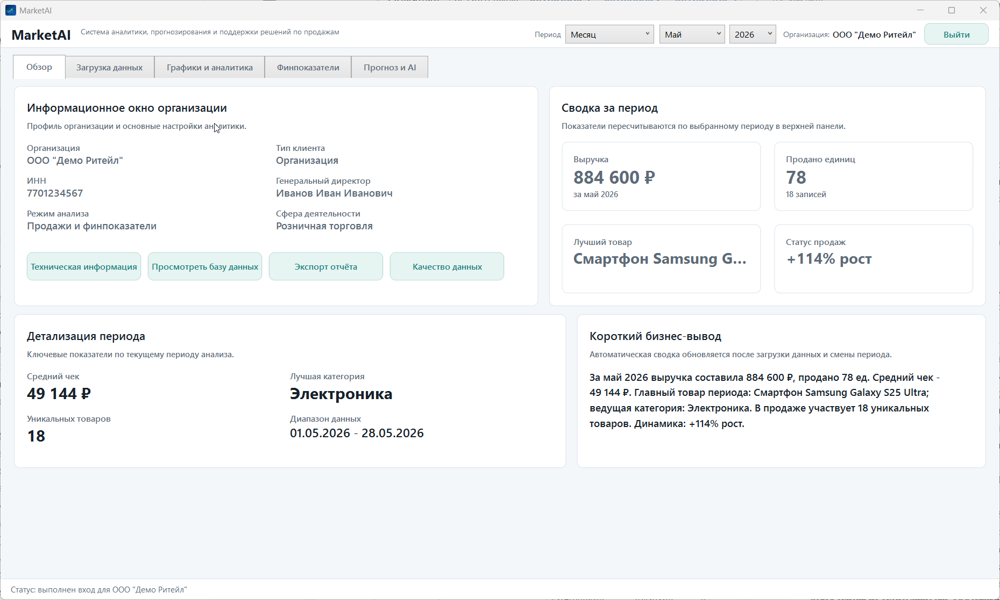 MarketAI
MarketAI
Система аналитики, прогнозирования и поддержки решений по продажам
Период
Месяц
Май
2026
Организация: ООО "Демо Ритейл"
Выйти
Обзор
Загрузка данных
Графики и аналитика
Финпоказатели
Прогноз и AI
Информационное окно организации
Профиль организации и основные настройки аналитики.
Организация
ООО "Демо Ритейл"
Тип клиента
Организация
ИНН
7701234567
Генеральный директор
Иванов Иван Иванович
Режим анализа
Продажи и финпоказатели
Сфера деятельности
Розничная торговля
Техническая информация
Просмотреть базу данных
Экспорт отчёта
Качество данных
Сводка за период
Показатели пересчитываются по выбранному периоду в верхней панели.
Выручка
884 600 ₽
за май 2026
Продано единиц
78
18 записей
Лучший товар
Смартфон Samsung G...
Статус продаж
+114% рост
Детализация периода
Ключевые показатели по текущему периоду анализа.
Средний чек
49 144 ₽
Лучшая категория
Электроника
Уникальных товаров
18
Диапазон данных
01.05.2026 - 28.05.2026
Короткий бизнес-вывод
Автоматическая сводка обновляется после загрузки данных и смены периода.
За май 2026 выручка составила 884 600 ₽, продано 78 ед. Средний чек -
49 144 ₽. Главный товар периода: Смартфон Samsung Galaxy S25 Ultra;
ведущая категория: Электроника. В продаже участвует 18 уникальных
товаров. Динамика: +114% рост.
Статус: выполнен вход для ООО "Демо Ритейл"